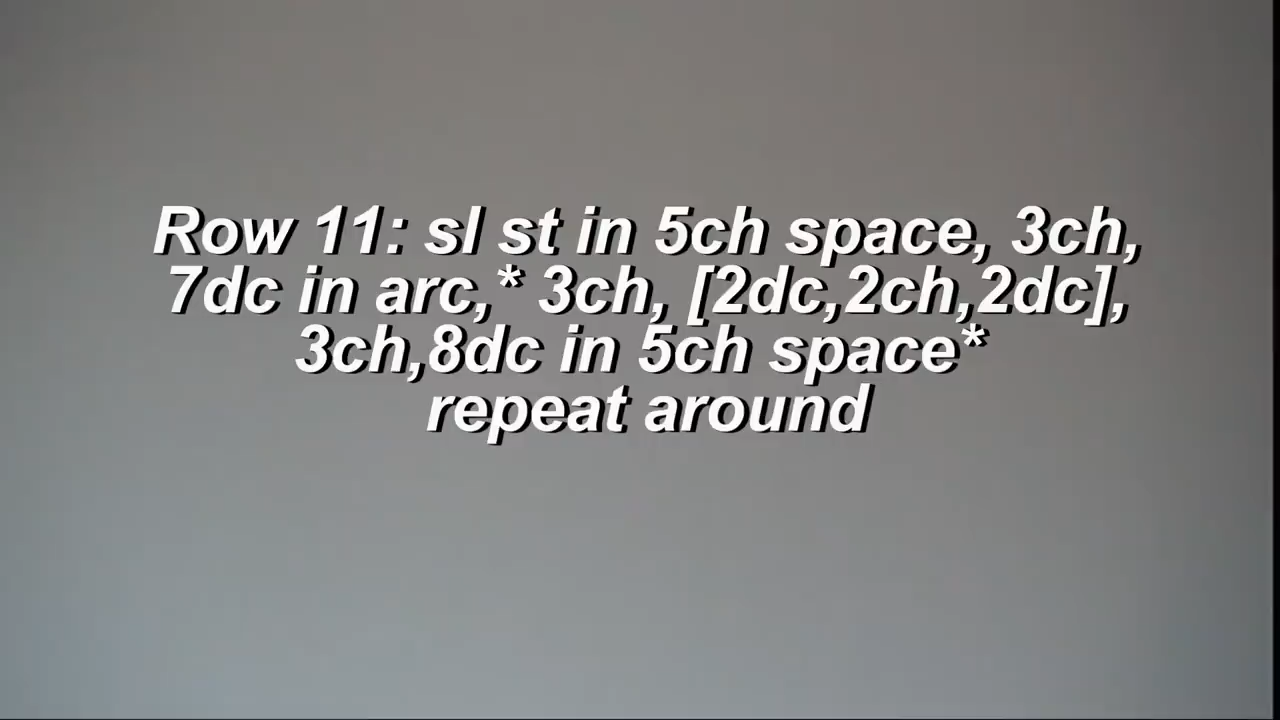 Row 11: sl st in 5ch space, 3ch,
7dc in arc,* 3ch, [2dc,2ch,2dc],
3ch,8dc in 5ch space*
repeat around